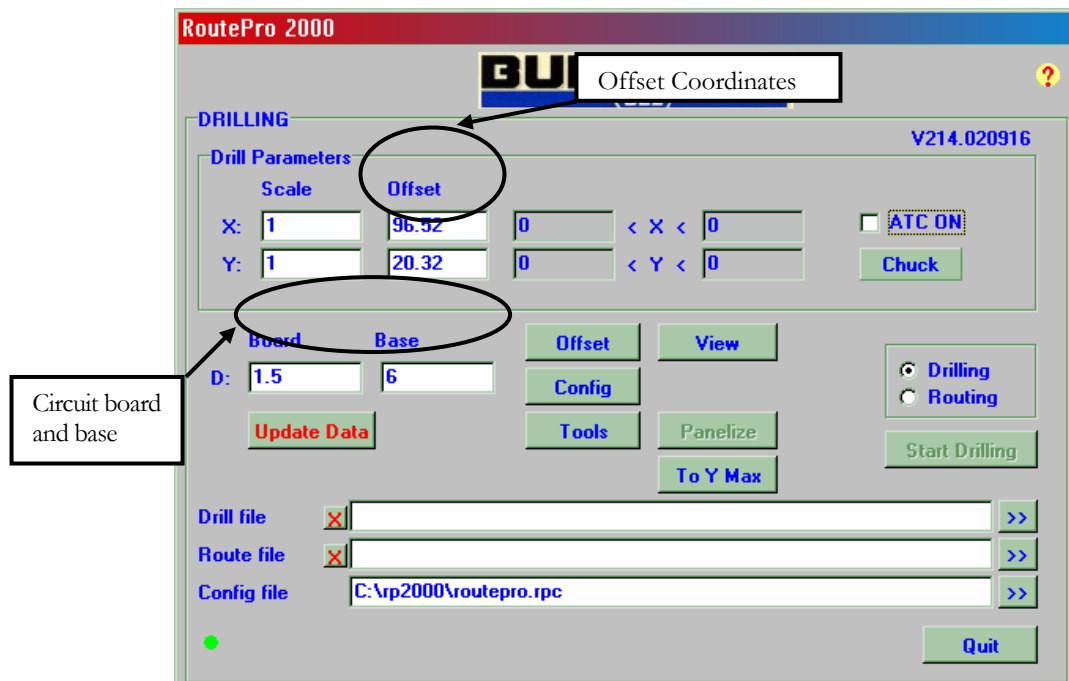 RoutePro 2000
Offset Coordinates
DRILLING
V214.020916
Drill Parameters
Scale Offset
X: 1 96.52 0 < X < 0 ATC ON
Y: 1 20.32 0 < Y < 0 Chuck
Board Base Offset View
D: 1.5 6 Config Drilling
Routing
Circuit board
and base
Update Data Tools Panelize Start Drilling
To Y Max
Drill file X >>
Route file X >>
Config file C:\rp2000\routepro.rpc >>
Quit
?